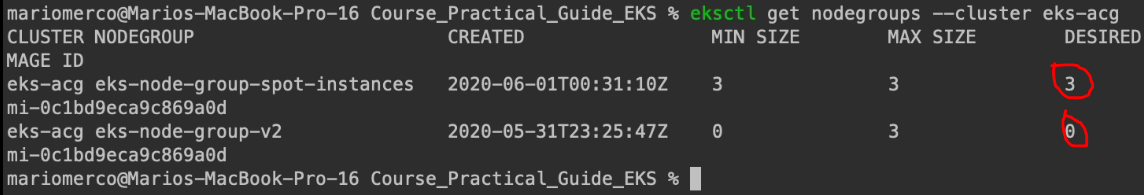 mariomerco@Marios-MacBook-Pro-16 Course_Practical_Guide_EKS % eksctl get nodegroups --cluster eks-acg
CLUSTER NODEGROUP CREATED MIN SIZE MAX SIZE DESIRED
MAGE ID
eks-acg eks-node-group-spot-instances 2020-06-01T00:31:10Z 3 3 3
mi-0c1bd9eca9c869a0d
eks-acg eks-node-group-v2 2020-05-31T23:25:47Z 0 3 0
mi-0c1bd9eca9c869a0d
mariomerco@Marios-MacBook-Pro-16 Course_Practical_Guide_EKS %